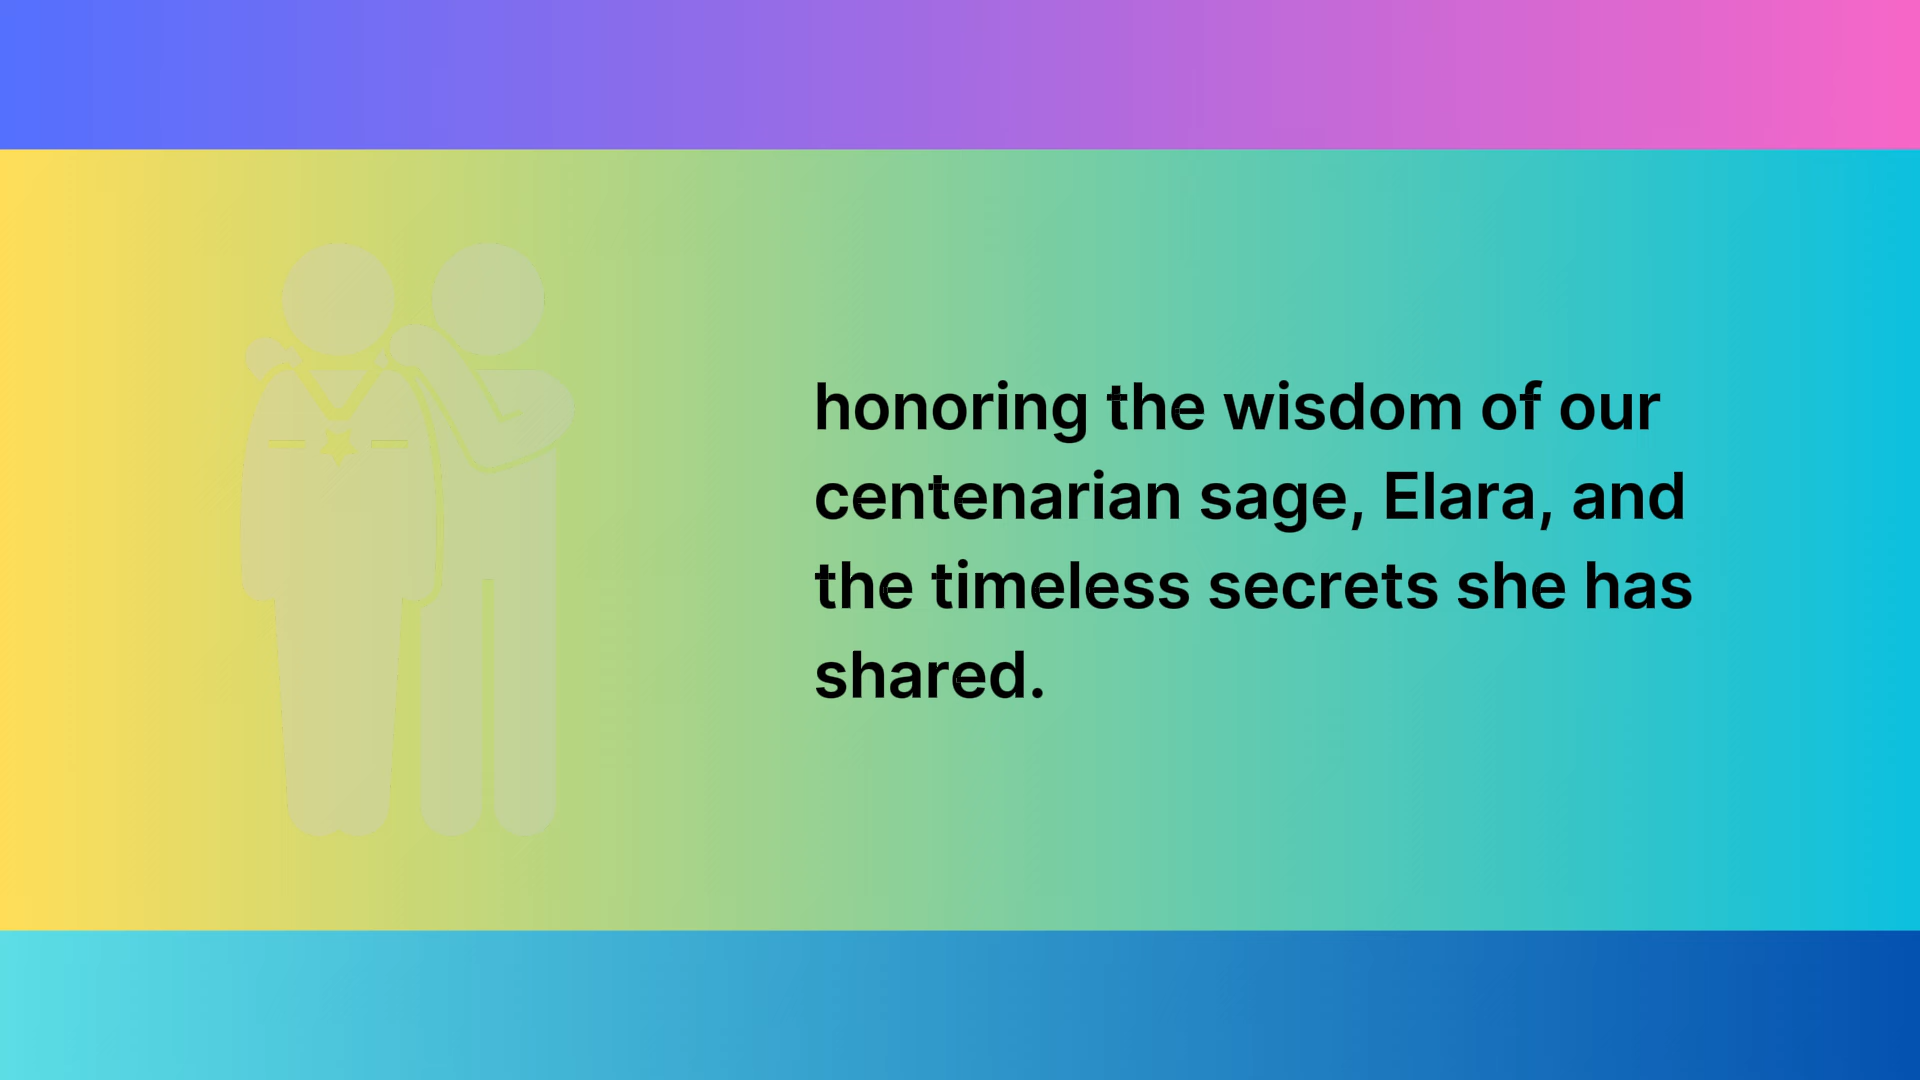 honoring the wisdom of our
centenarian sage, Elara, and
the timeless secrets she has
shared.